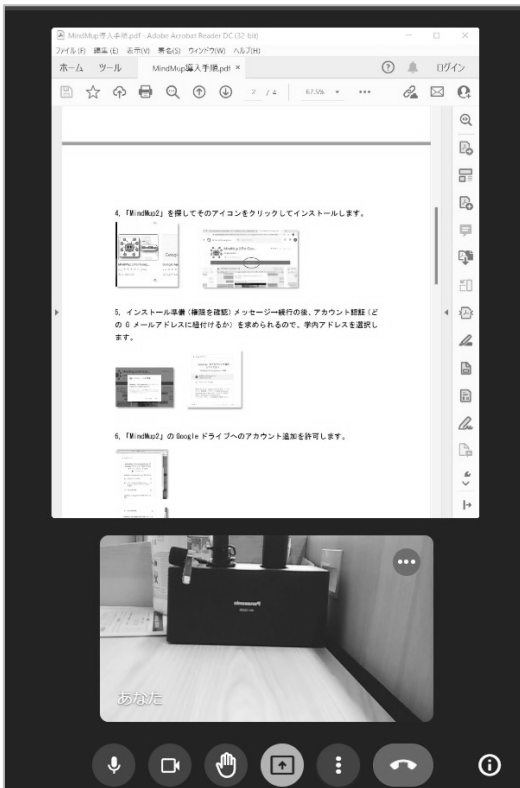 MindMup導入手順.pdf - Adobe Acrobat Reader DC (32-bit)
ファイル(F) 編集(E) 表示(V) 署名(S) ウィンドウ(W) ヘルプ(H)
ホーム ツール MindMup導入手順.pdf × ログイン
2 / 4 67.5%
4, 「MindMup2」を探してそのアイコンをクリックしてインストールします。
5, インストール準備(権限を確認)メッセージ→続行の後、アカウント認証(ど
の G メールアドレスに紐付けるか)を求められるので、学内アドレスを選択し
ます。
6, 「MindMup2」の Google ドライブへのアカウント追加を許可します。
Panasonic
あなた